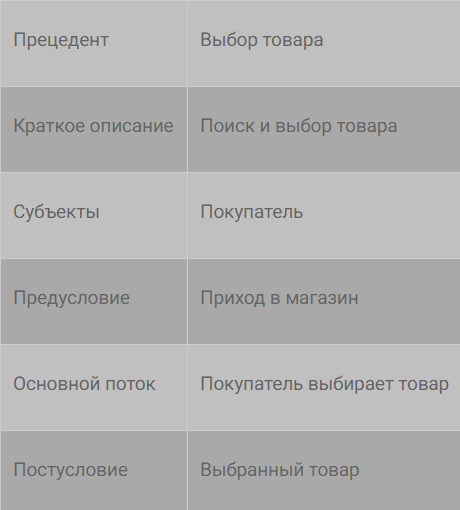 Прецедент Выбор товара
Краткое описание Поиск и выбор товара
Субъекты Покупатель
Предусловие Приход в магазин
Основной поток Покупатель выбирает товар
Постусловие Выбранный товар